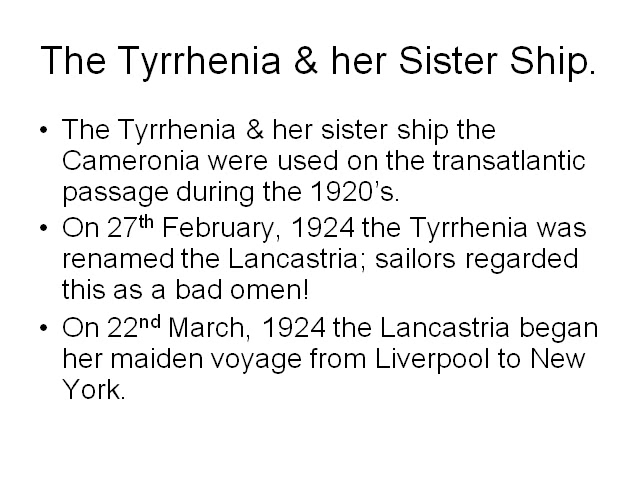 The Tyrrhenia & her Sister Ship.
• The Tyrrhenia & her sister ship the
Cameronia were used on the transatlantic
passage during the 1920's.
• On 27th February, 1924 the Tyrrhenia was
renamed the Lancastria; sailors regarded
this as a bad omen!
• On 22nd March, 1924 the Lancastria began
her maiden voyage from Liverpool to New
York.